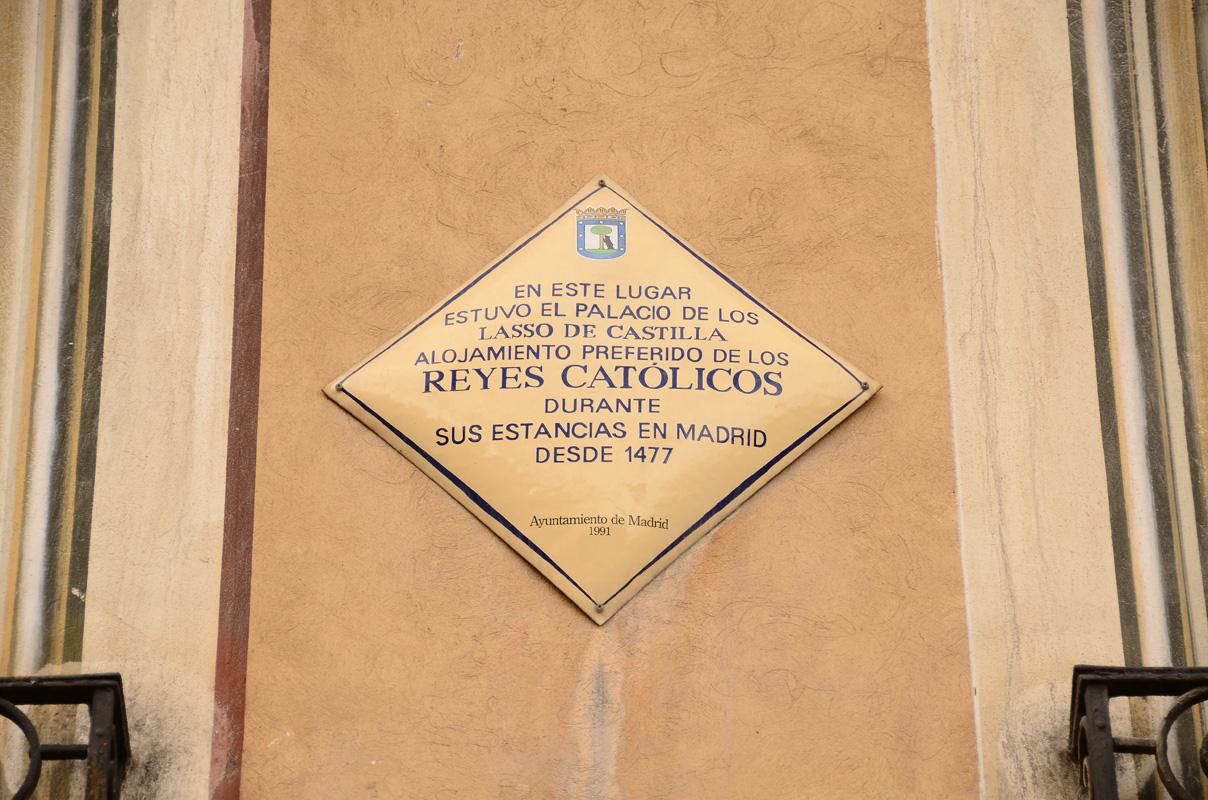 EN ESTE LUGAR
ESTUVO EL PALACIO DE LOS
LASSO DE CASTILLA
ALOJAMIENTO PREFERIDO DE LOS
REYES CATÓLICOS
DURANTE
SUS ESTANCIAS EN MADRID
DESDE 1477
Ayuntamiento de Madrid
1991